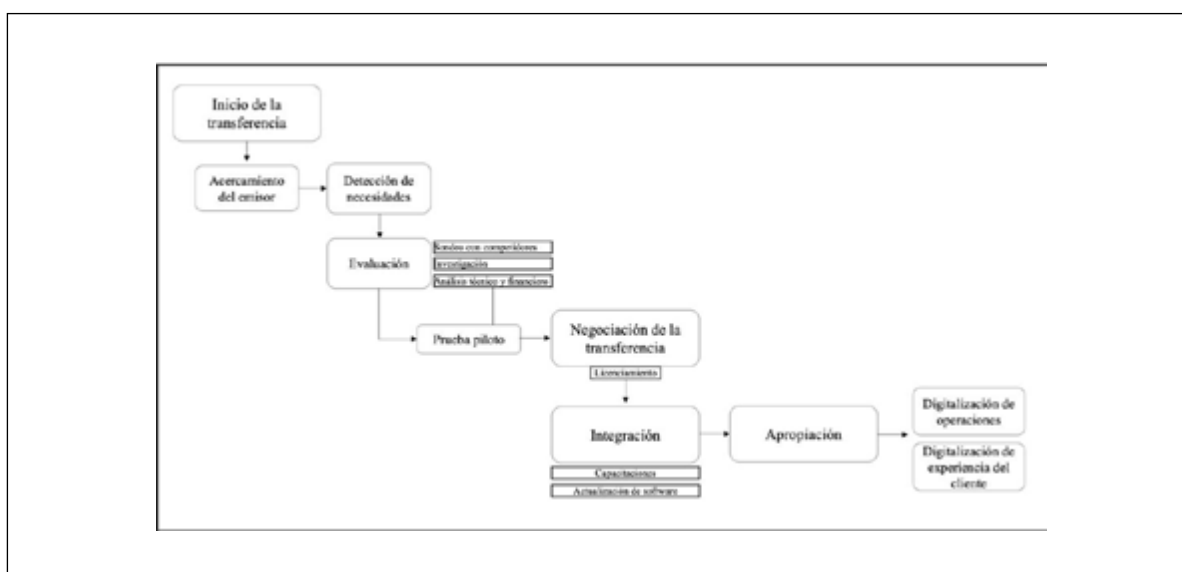 Inicio de la
transferencia
Acercamiento
del emisor
Detección de
necesidades
Evaluación
Sondeo con competidores
Investigación
Análisis técnico y financiero
Prueba piloto
Negociación de la
transferencia
Licenciamiento
Integración
Capacitaciones
Actualización de software
Apropiación
Digitalización de
operaciones
Digitalización de
experiencia del
cliente